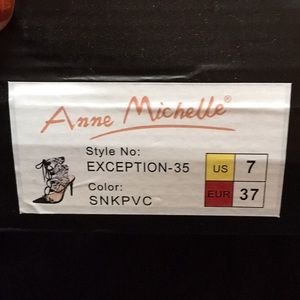 Anne Michelle®
Style No:
EXCEPTION-35
Color:
SNKPVC
US 7
EUR 37